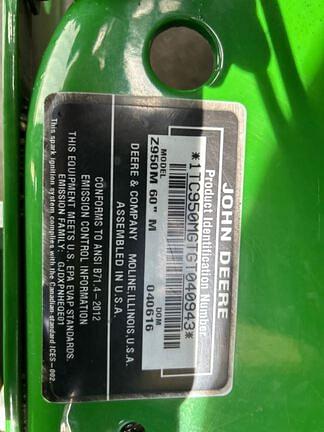 JOHN DEERE
Product Identification Number
*1TC950MGTGT040943*
MODEL
DOM
Z950M 60" M
040616
DEERE & COMPANY MOLINE, ILLINOIS, U.S.A.
ASSEMBLED IN U.S.A.
CONFORMS TO ANSI B71.4-2012
EMISSION CONTROL INFORMATION
THIS EQUIPMENT MEETS U.S. EPA EVAP STANDARDS.
EMISSION FAMILY: GJDXPNHEQE01
This spark ignition system complies with the Canadian standard ICES-002.